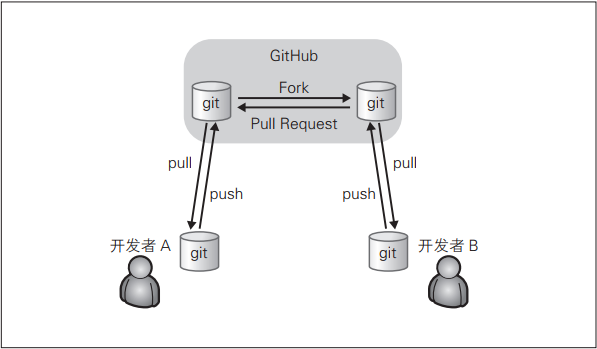 GitHub
Fork
git
git
Pull Request
pull
pull
push
push
开发者 A
git
git
开发者 B